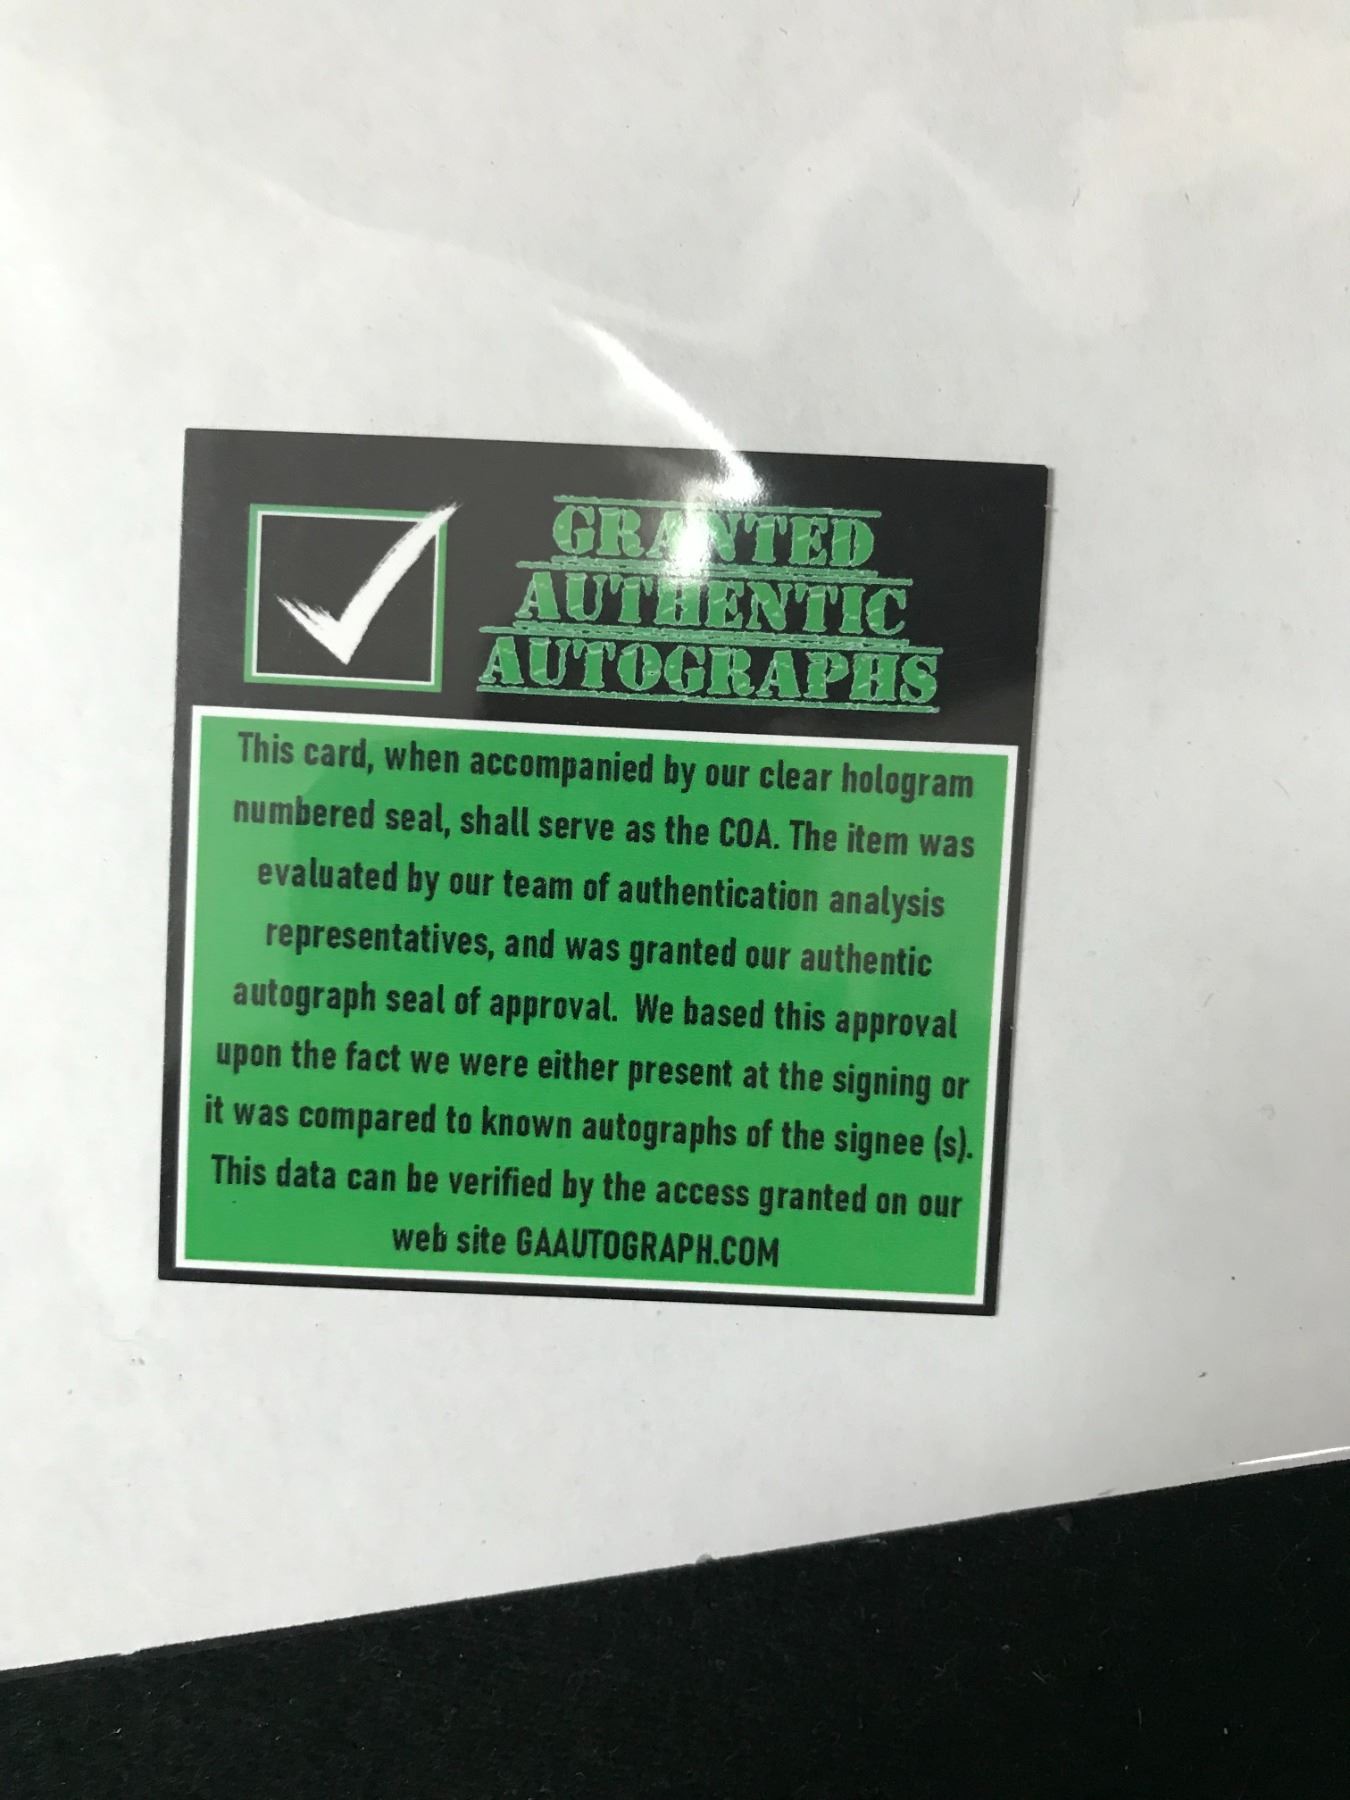 GRANTED
AUTHENTIC
AUTOGRAPHS
This card, when accompanied by our clear hologram
numbered seal, shall serve as the COA. The item was
evaluated by our team of authentication analysis
representatives, and was granted our authentic
autograph seal of approval. We based this approval
upon the fact we were either present at the signing or
it was compared to known autographs of the signee (s).
This data can be verified by the access granted on our
web site GAAUTOGRAPH.COM